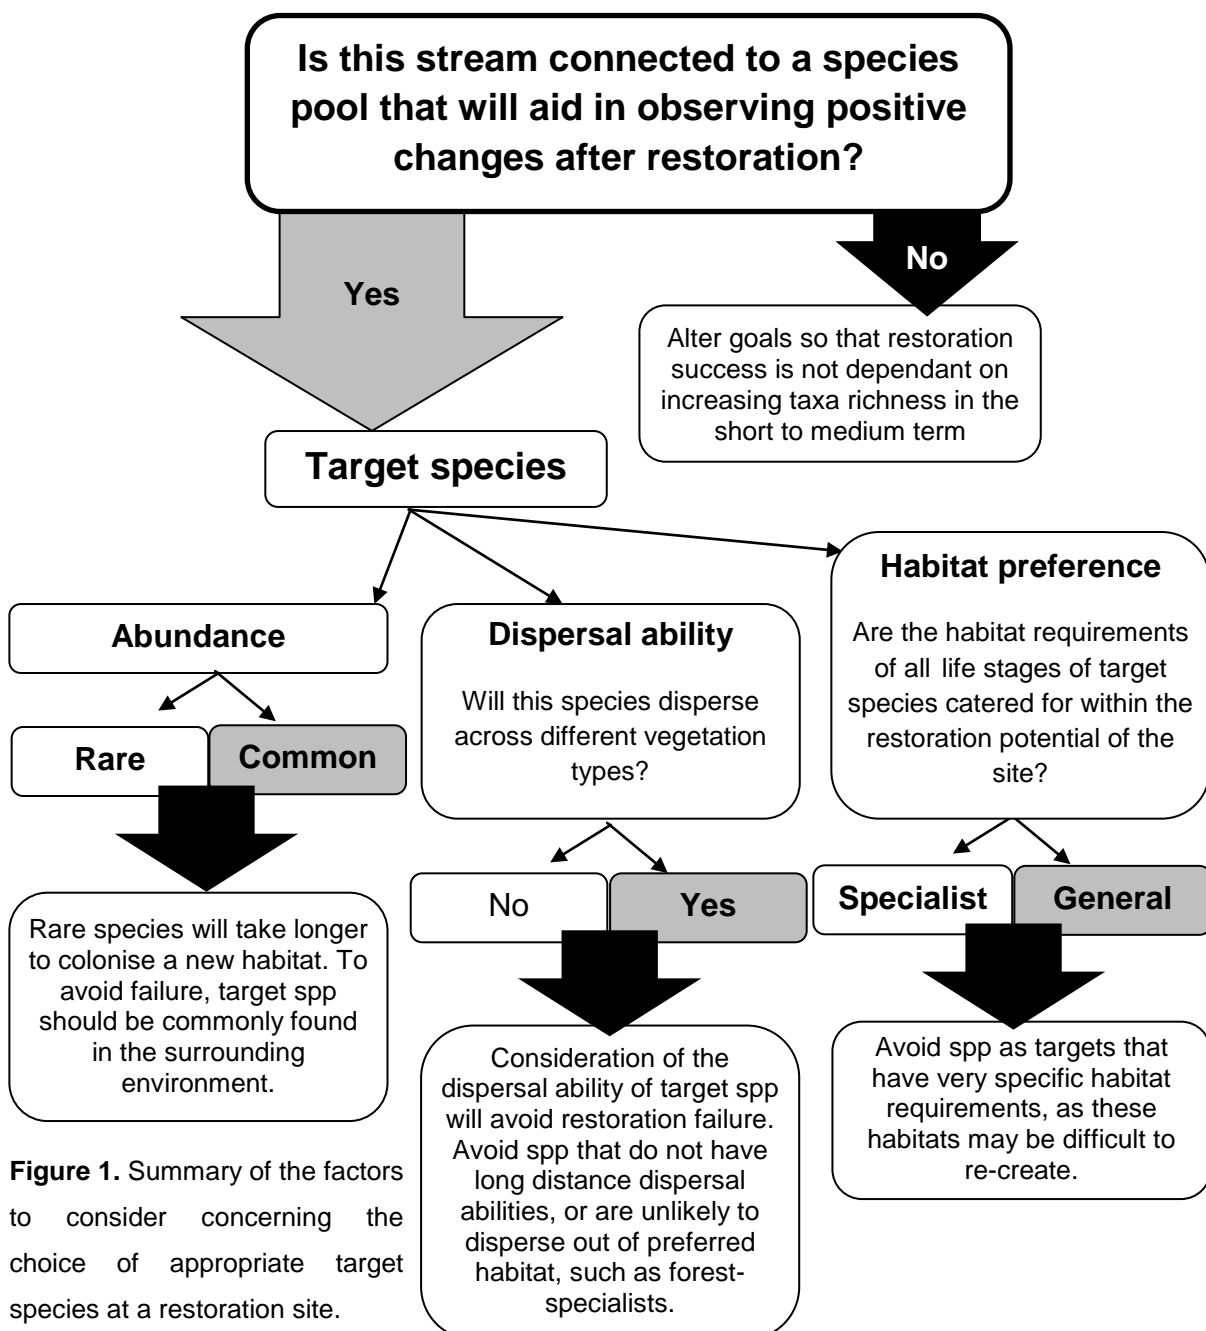 Is this stream connected to a species
pool that will aid in observing positive
changes after restoration?
Yes
No
Alter goals so that restoration
success is not dependant on
increasing taxa richness in the
short to medium term
Target species
Abundance
Rare
Common
Rare species will take longer
to colonise a new habitat. To
avoid failure, target spp
should be commonly found
in the surrounding
environment.
Dispersal ability
Will this species disperse
across different vegetation
types?
No
Yes
Consideration of the
dispersal ability of target spp
will avoid restoration failure.
Avoid spp that do not have
long distance dispersal
abilities, or are unlikely to
disperse out of preferred
habitat, such as forest-
specialists.
Habitat preference
Are the habitat requirements
of all life stages of target
species catered for within the
restoration potential of the
site?
Specialist
General
Avoid spp as targets that
have very specific habitat
requirements, as these
habitats may be difficult to
re-create.
Figure 1. Summary of the factors
to consider concerning the
choice of appropriate target
species at a restoration site.